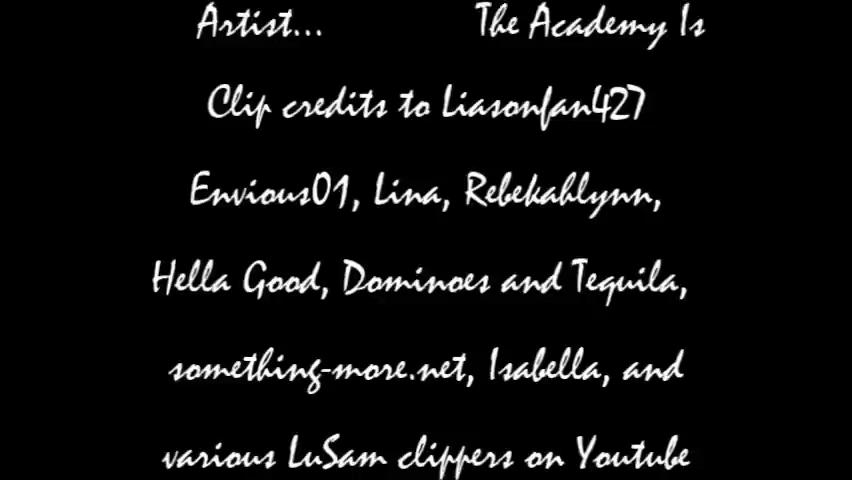 Artist... The Academy Is
Clip credits to Liasonfan427
Envious01, Lina, Rebekahlynn,
Hella Good, Dominoes and Tequila,
something-more.net, Isabella, and
various LuSam clippers on Youtube